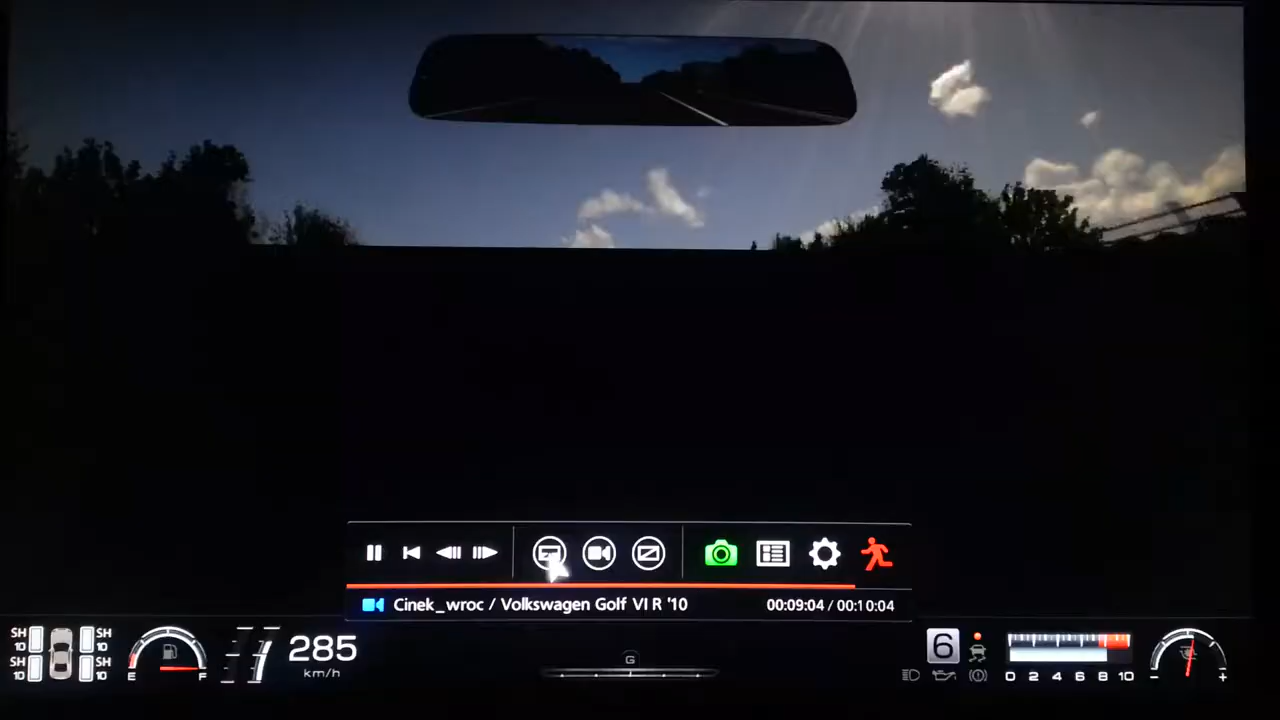 Cinek_wroc / Volkswagen Golf VI R '10
00:09:04 / 00:10:04
SH
10
SH
10
SH
10
SH
10
E
F
285
km/h
G
6
0 2 4 6 8 10
- +